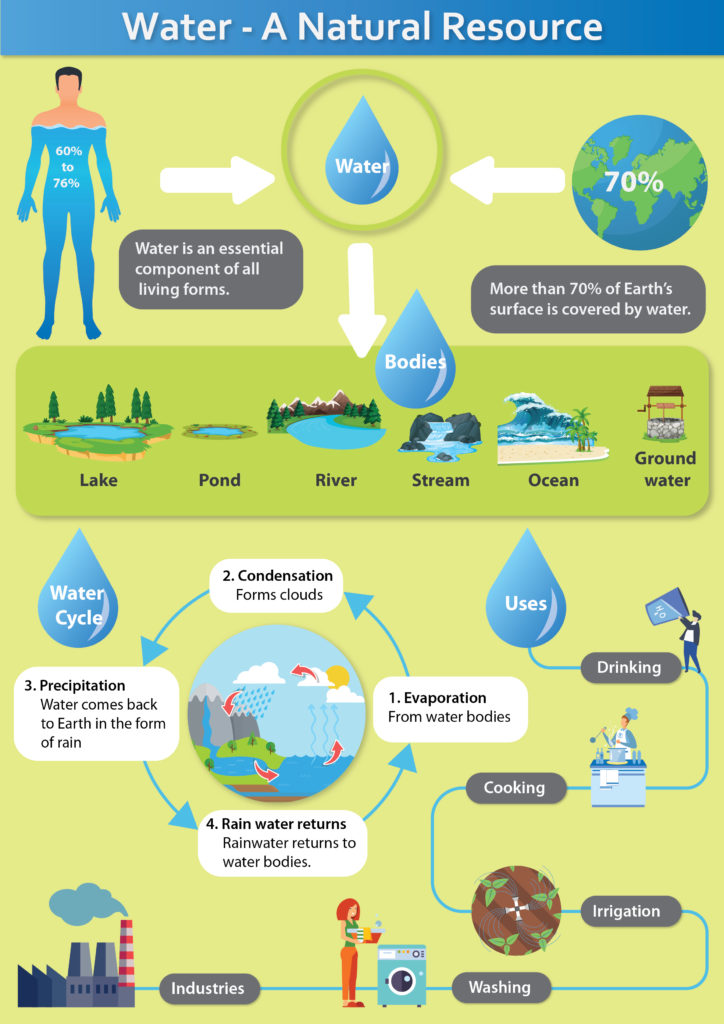 Water - A Natural Resource
60%
to
76%
Water
70%
Water is an essential
component of all
living forms.
More than 70% of Earth's
surface is covered by water.
Bodies
Lake
Pond
River
Stream
Ocean
Ground
water
Water
Cycle
2. Condensation
Forms clouds
3. Precipitation
Water comes back
to Earth in the form
of rain
1. Evaporation
From water bodies
4. Rain water returns
Rainwater returns to
water bodies.
Uses
H₂O
Drinking
Cooking
Irrigation
Washing
Industries